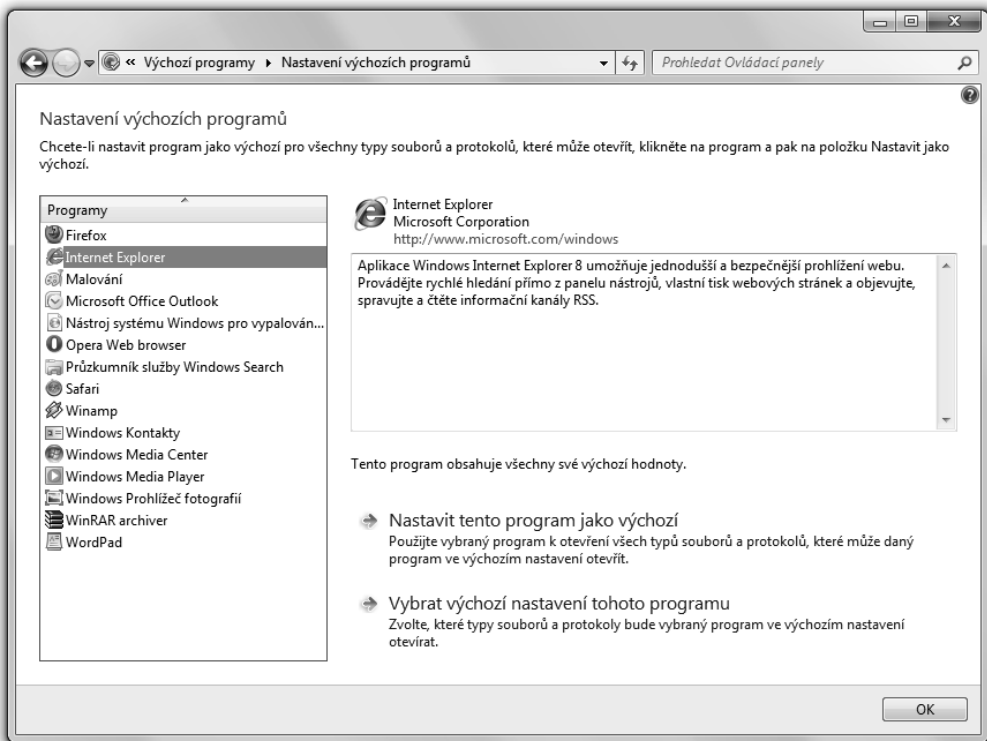 « Výchozí programy ▸ Nastavení výchozích programů
Prohledat Ovládací panely
Nastavení výchozích programů
Chcete-li nastavit program jako výchozí pro všechny typy souborů a protokolů, které může otevřít, klikněte na program a pak na položku Nastavit jako
výchozí.
Programy
Firefox
Internet Explorer
Malování
Microsoft Office Outlook
Nástroj systému Windows pro vypalován...
Opera Web browser
Průzkumník služby Windows Search
Safari
Winamp
Windows Kontakty
Windows Media Center
Windows Media Player
Windows Prohlížeč fotografií
WinRAR archiver
WordPad
Internet Explorer
Microsoft Corporation
http://www.microsoft.com/windows
Aplikace Windows Internet Explorer 8 umožňuje jednodušší a bezpečnější prohlížení webu.
Provádějte rychlé hledání přímo z panelu nástrojů, vlastní tisk webových stránek a objevujte,
spravujte a čtěte informační kanály RSS.
Tento program obsahuje všechny své výchozí hodnoty.
Nastavit tento program jako výchozí
Použijte vybraný program k otevření všech typů souborů a protokolů, které může daný
program ve výchozím nastavení otevřít.
Vybrat výchozí nastavení tohoto programu
Zvolte, které typy souborů a protokoly bude vybraný program ve výchozím nastavení
otevírat.
OK